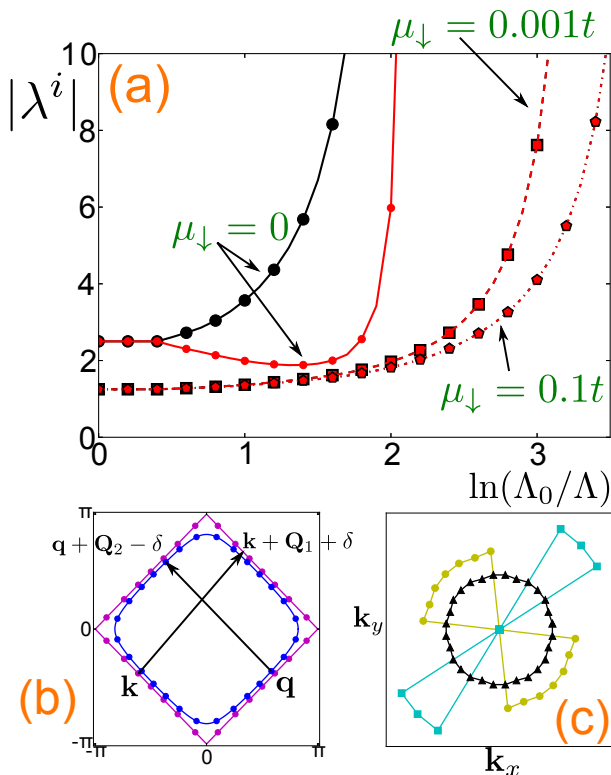 (a)
|λ^i|
10
8
6
4
2
0
μ↓ = 0.001t
μ↓ = 0
μ↓ = 0.1t
0 1 2 3
ln(Λ₀/Λ)
(b)
π
0
-π
q + Q₂ − δ
k + Q₁ + δ
k
q
-π 0 π
(c)
k_y
k_x